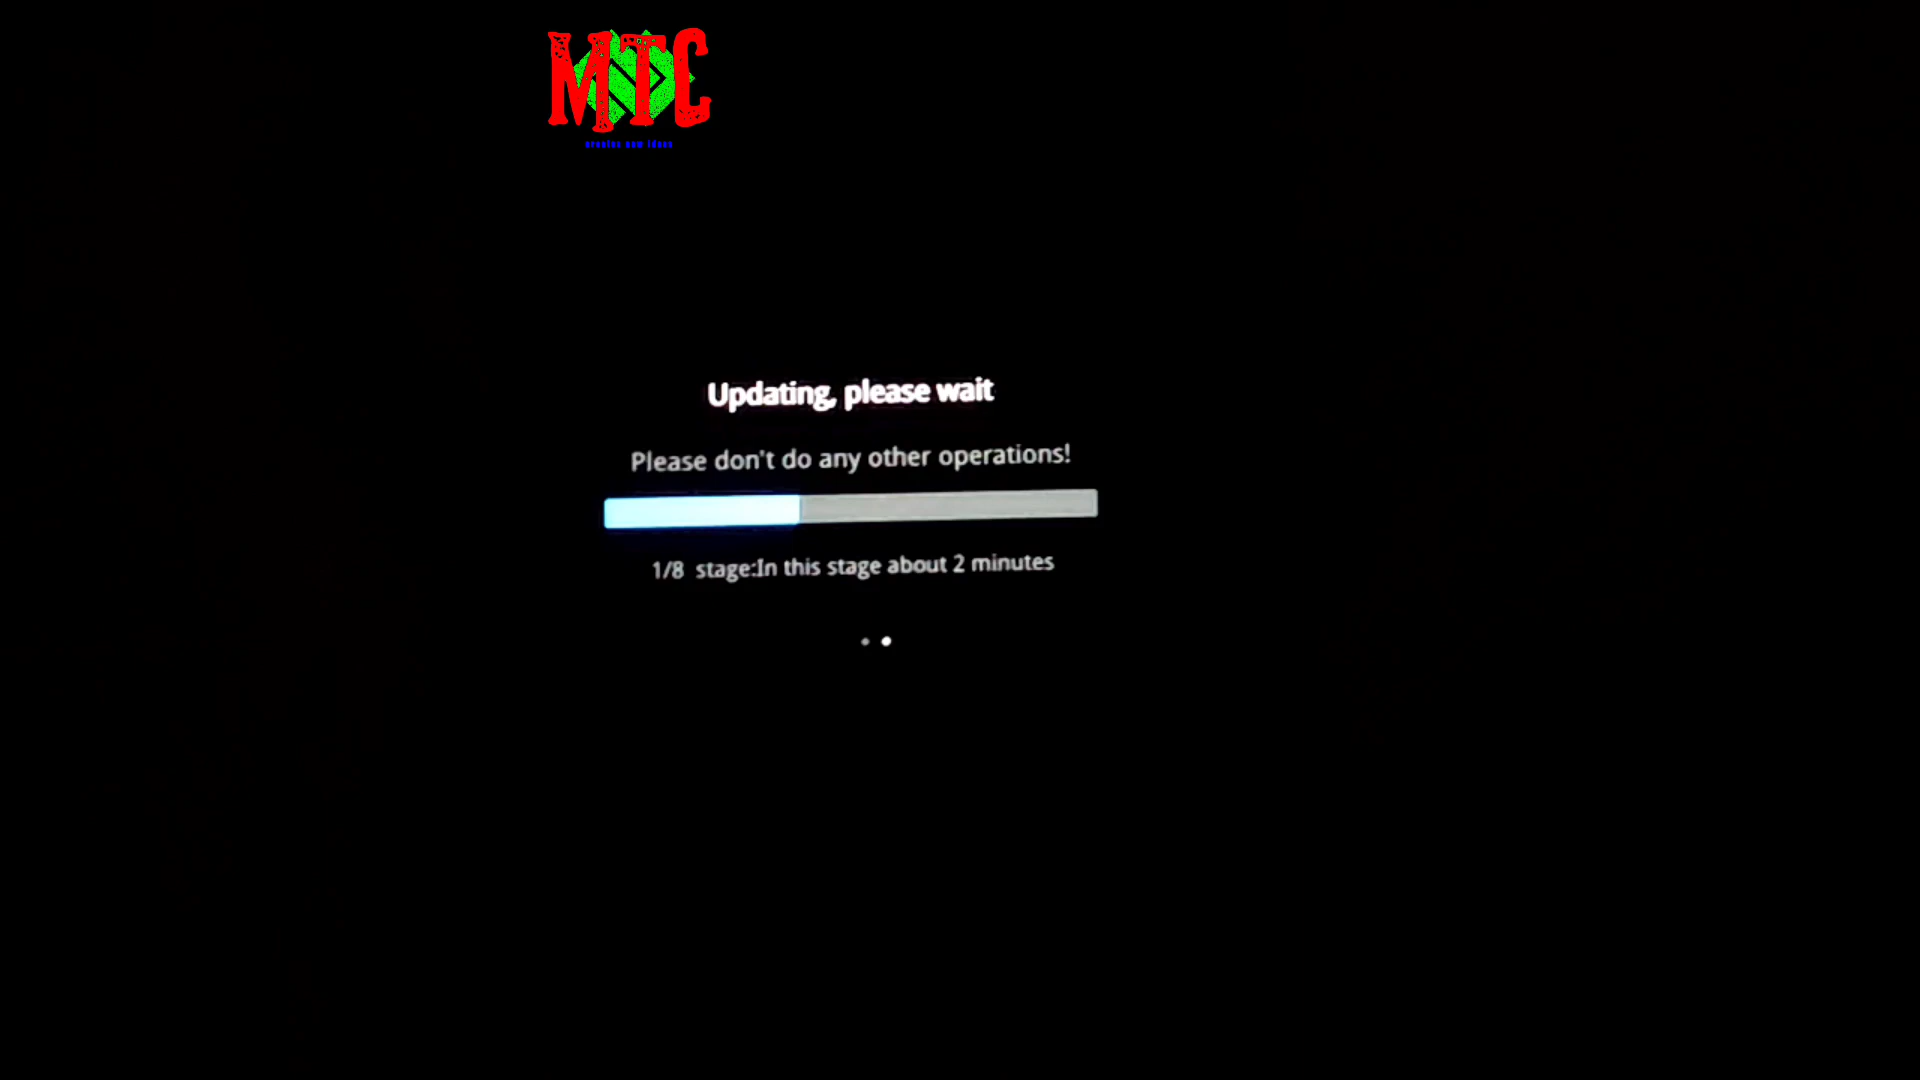 MTC
Updating, please wait
Please don't do any other operations!
1/8 stage:In this stage about 2 minutes